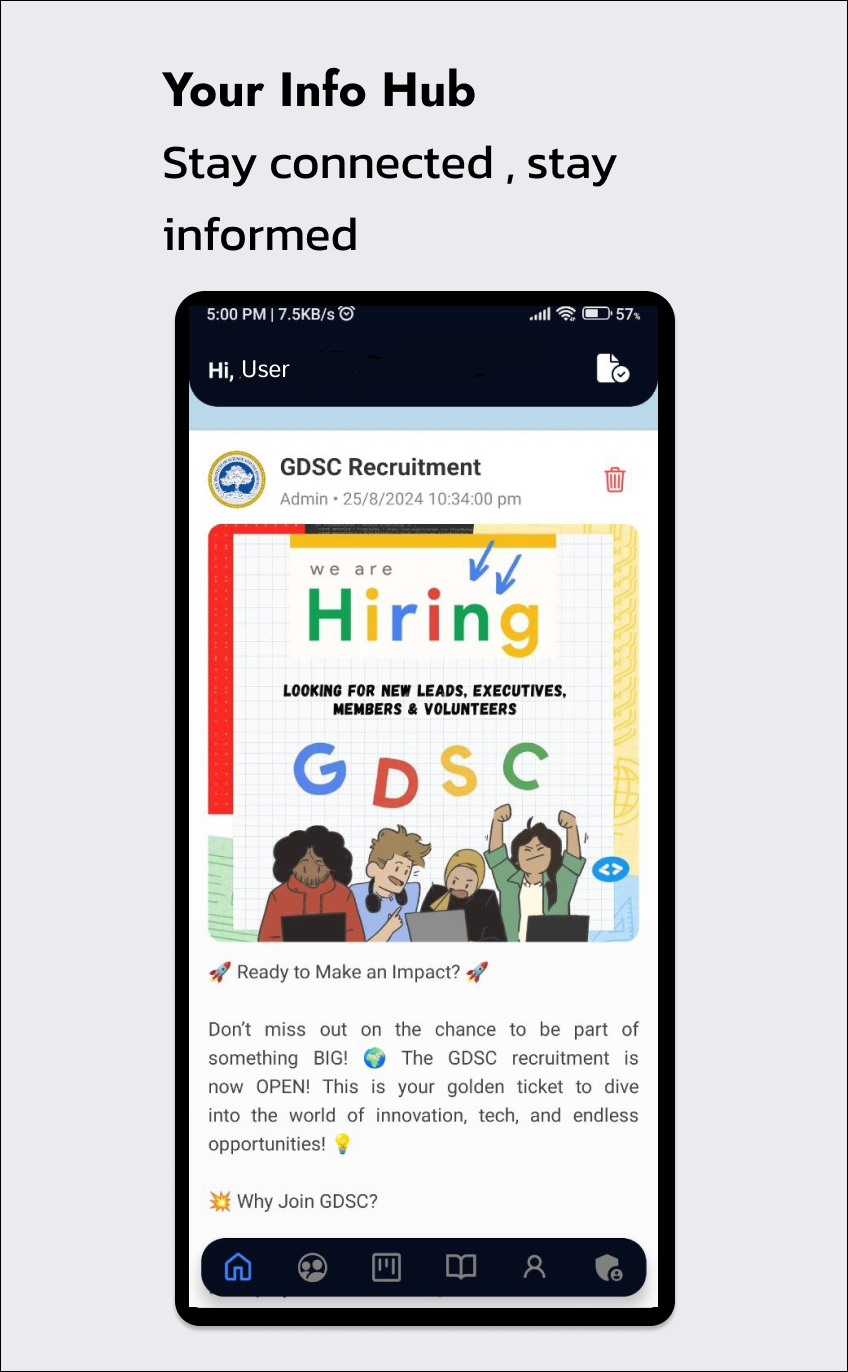 Your Info Hub
Stay connected , stay
informed
5:00 PM | 7.5KB/s
57%
Hi, User
GDSC Recruitment
Admin • 25/8/2024 10:34:00 pm
we are
Hiring
LOOKING FOR NEW LEADS, EXECUTIVES,
MEMBERS & VOLUNTEERS
GDSC
🚀 Ready to Make an Impact? 🚀
Don’t miss out on the chance to be part of
something BIG! 🌍 The GDSC recruitment is
now OPEN! This is your golden ticket to dive
into the world of innovation, tech, and endless
opportunities! 💡
💥 Why Join GDSC?